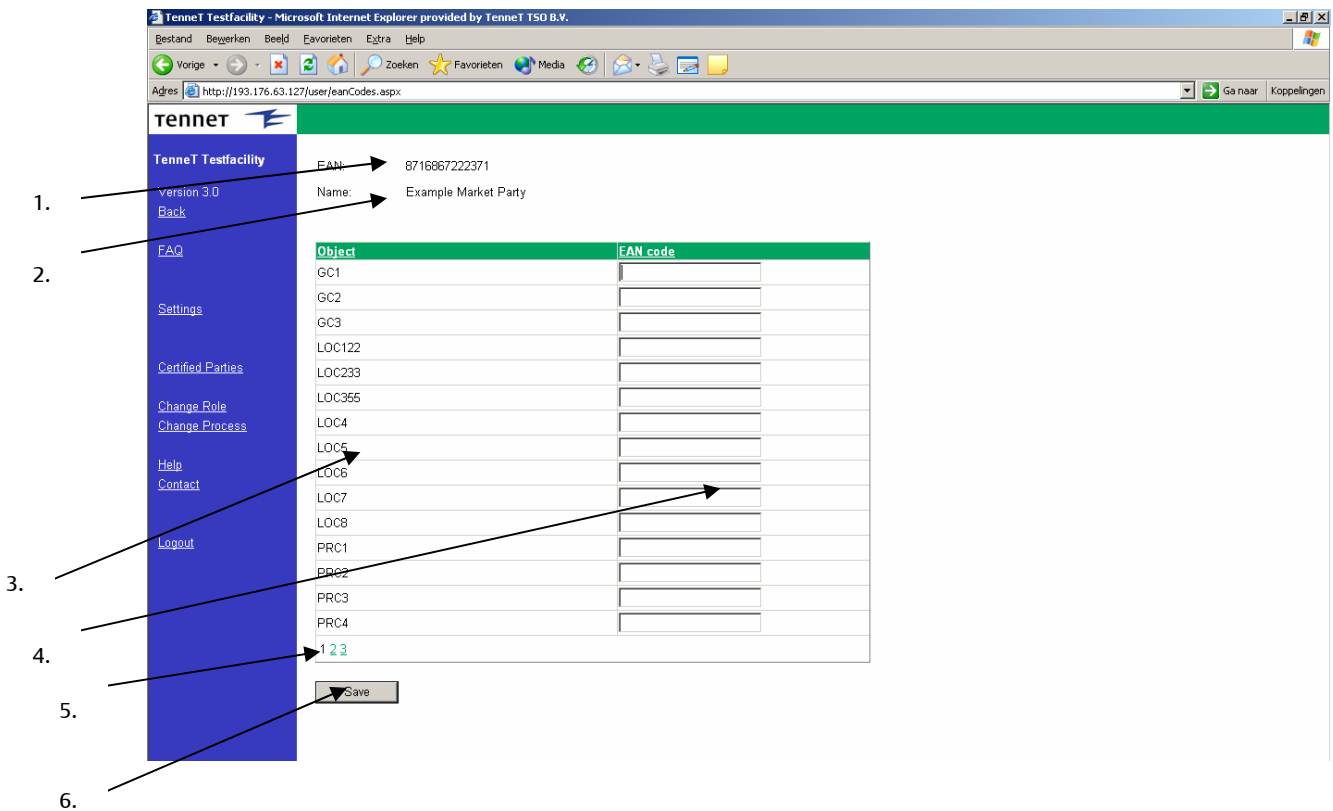 TenneT Testfacility - Microsoft Internet Explorer provided by TenneT TSO B.V.
Bestand Bewerken Beeld Favorieten Extra Help
Vorige Zoeken Favorieten Media
Adres http://193.176.63.127/user/eanCodes.aspx Ga naar Koppelingen
TenneT
TenneT Testfacility
EAN: 8716867222371
1.
Version 3.0
Name: Example Market Party
Back
FAQ
Object EAN code
2.
GC1
GC2
Settings
GC3
LOC122
Certified Parties
LOC233
LOC355
Change Role
Change Process
LOC4
LOC5
Help
LOC6
Contact
LOC7
LOC8
Logout
PRC1
3.
PRC2
PRC3
PRC4
4.
1 2 3
Save
5.
6.